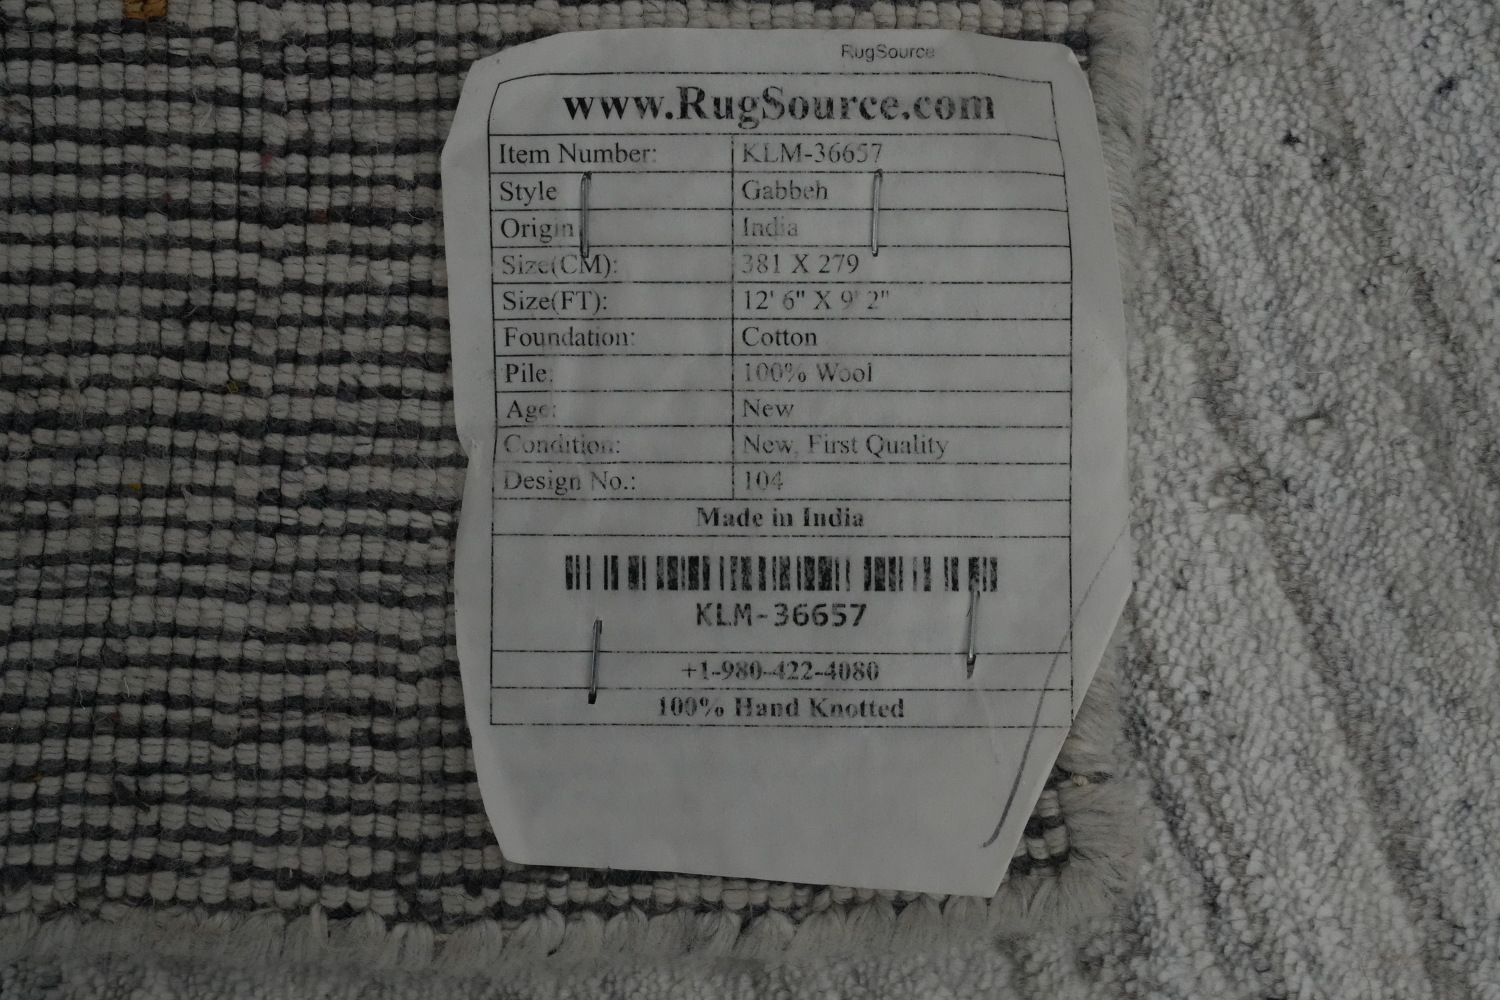 RugSource
www.RugSource.com
Item Number: KLM-36657
Style Gabbeh
Origin India
Size(CM): 381 X 279
Size(FT): 12' 6" X 9' 2"
Foundation: Cotton
Pile: 100% Wool
Age: New
Condition: New, First Quality
Design No.: 104
Made in India
KLM-36657
+1-980-422-4080
100% Hand Knotted